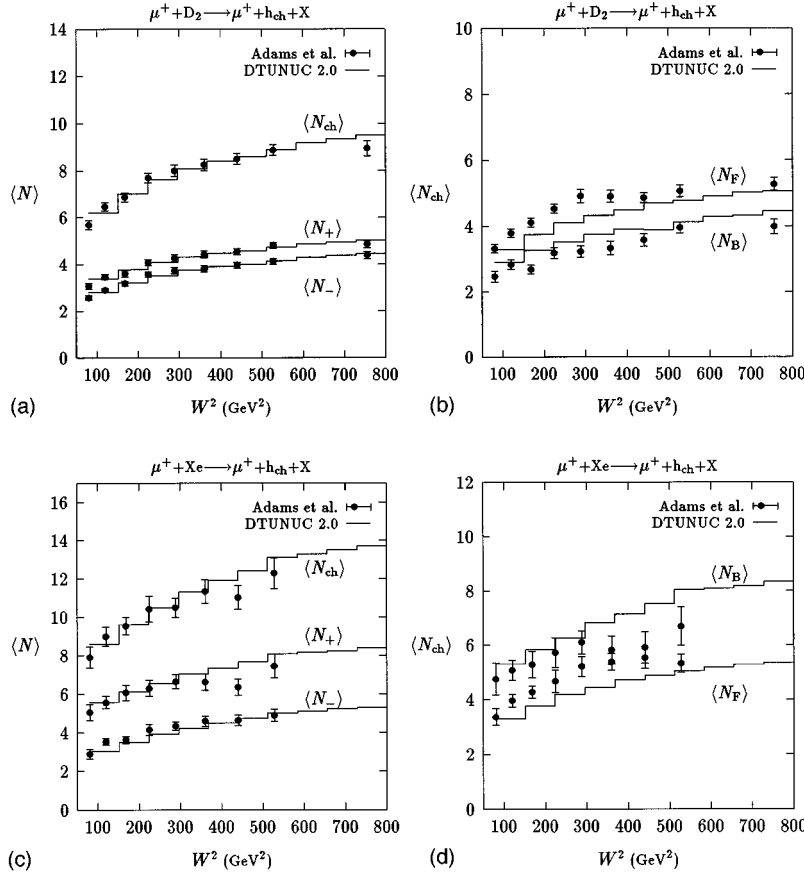 μ⁺+D₂⟶μ⁺+h_ch+X
14
12
10
8
6
4
2
0
⟨N⟩
Adams et al.
DTUNUC 2.0
⟨N_ch⟩
⟨N₊⟩
⟨N₋⟩
100 200 300 400 500 600 700 800
W² (GeV²)
(a)
μ⁺+D₂⟶μ⁺+h_ch+X
10
8
6
4
2
0
⟨N_ch⟩
Adams et al.
DTUNUC 2.0
⟨N_F⟩
⟨N_B⟩
100 200 300 400 500 600 700 800
W² (GeV²)
(b)
μ⁺+Xe⟶μ⁺+h_ch+X
16
14
12
10
8
6
4
2
0
⟨N⟩
Adams et al.
DTUNUC 2.0
⟨N_ch⟩
⟨N₊⟩
⟨N₋⟩
100 200 300 400 500 600 700 800
W² (GeV²)
(c)
μ⁺+Xe⟶μ⁺+h_ch+X
12
10
8
6
4
2
0
⟨N_ch⟩
Adams et al.
DTUNUC 2.0
⟨N_B⟩
⟨N_F⟩
100 200 300 400 500 600 700 800
W² (GeV²)
(d)